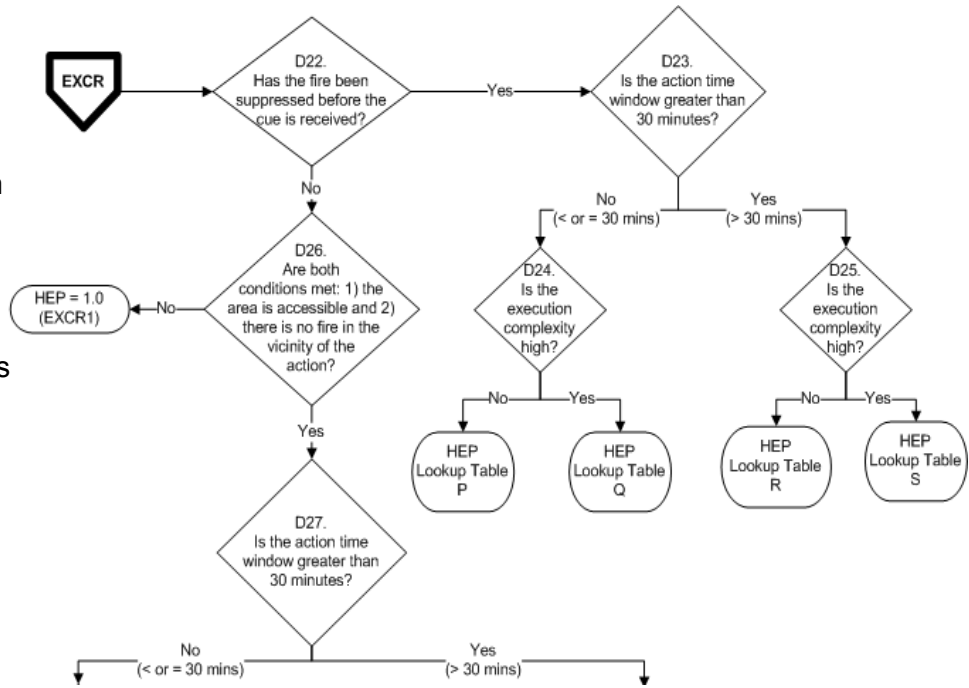 EXCR
D22.
Has the fire been
suppressed before the
cue is received?
Yes
D23.
Is the action time
window greater than
30 minutes?
No
No
(< or = 30 mins)
Yes
(> 30 mins)
D26.
Are both
conditions met: 1) the
area is accessible and 2)
there is no fire in the
vicinity of the
action?
No
HEP = 1.0
(EXCR1)
D24.
Is the
execution
complexity
high?
D25.
Is the
execution
complexity
high?
s
Yes
No
Yes
No
Yes
HEP
Lookup Table
P
HEP
Lookup Table
Q
HEP
Lookup Table
R
HEP
Lookup Table
S
D27.
Is the action time
window greater than
30 minutes?
No
(< or = 30 mins)
Yes
(> 30 mins)